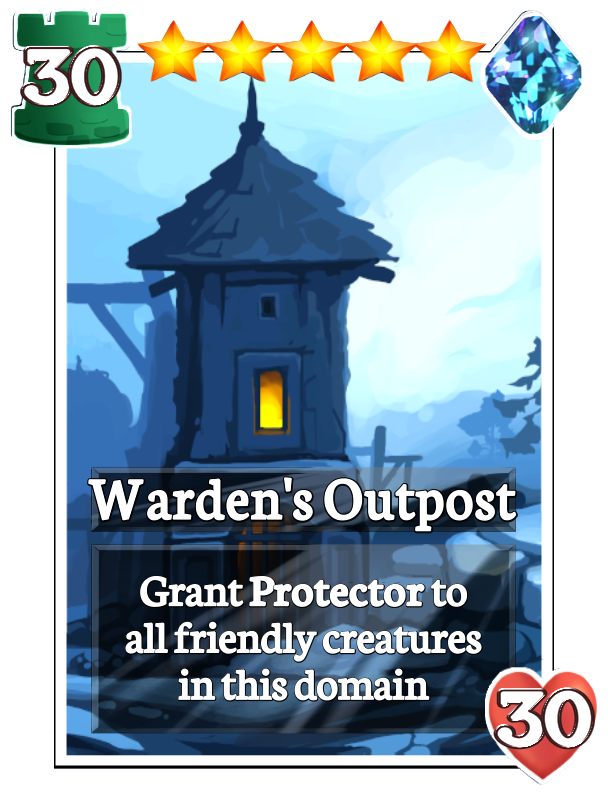 30
Warden's Outpost
Grant Protector to
all friendly creatures
in this domain
30